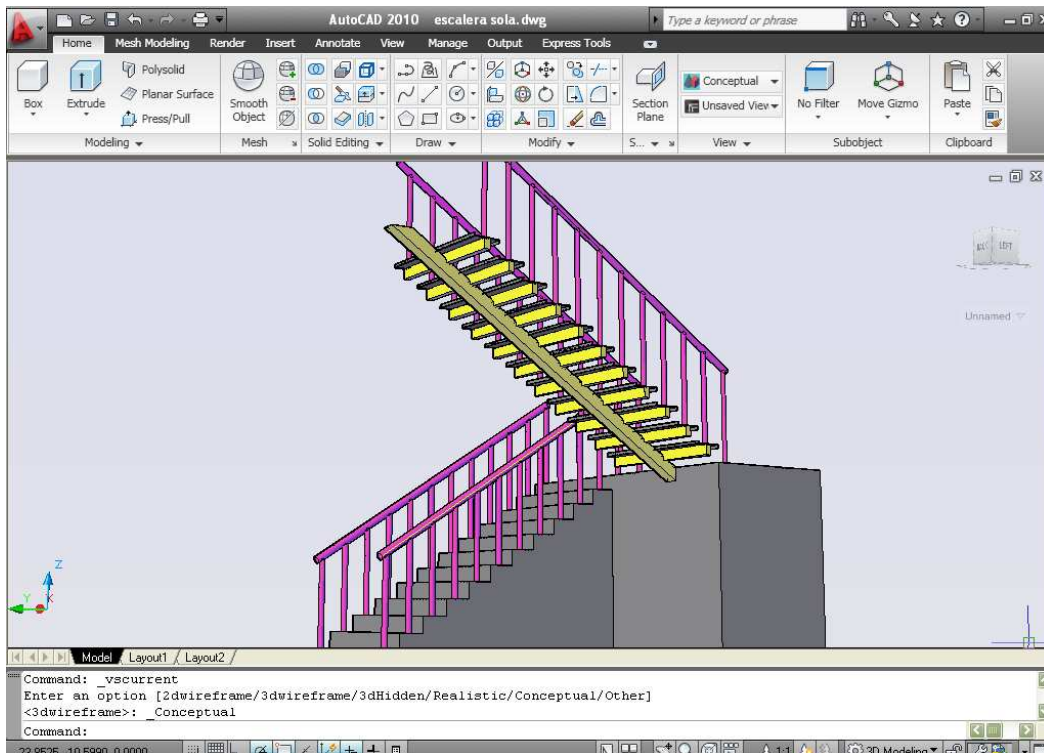 AutoCAD 2010 escalera sola.dwg
Type a keyword or phrase
Home Mesh Modeling Render Insert Annotate View Manage Output Express Tools
Polysolid
Planar Surface
Press/Pull
Box
Extrude
Smooth
Object
Section
Plane
Conceptual
Unsaved View
No Filter
Move Gizmo
Paste
Modeling
Mesh
Solid Editing
Draw
Modify
S...
View
Subobject
Clipboard
LDT
Unnamed
Z
Y
X
Model Layout1 Layout2
Command: _vscurrent
Enter an option [2dwireframe/3dwireframe/3dHidden/Realistic/Conceptual/Other]
<3dwireframe>: _Conceptual
Command:
1:1
3D Modeling